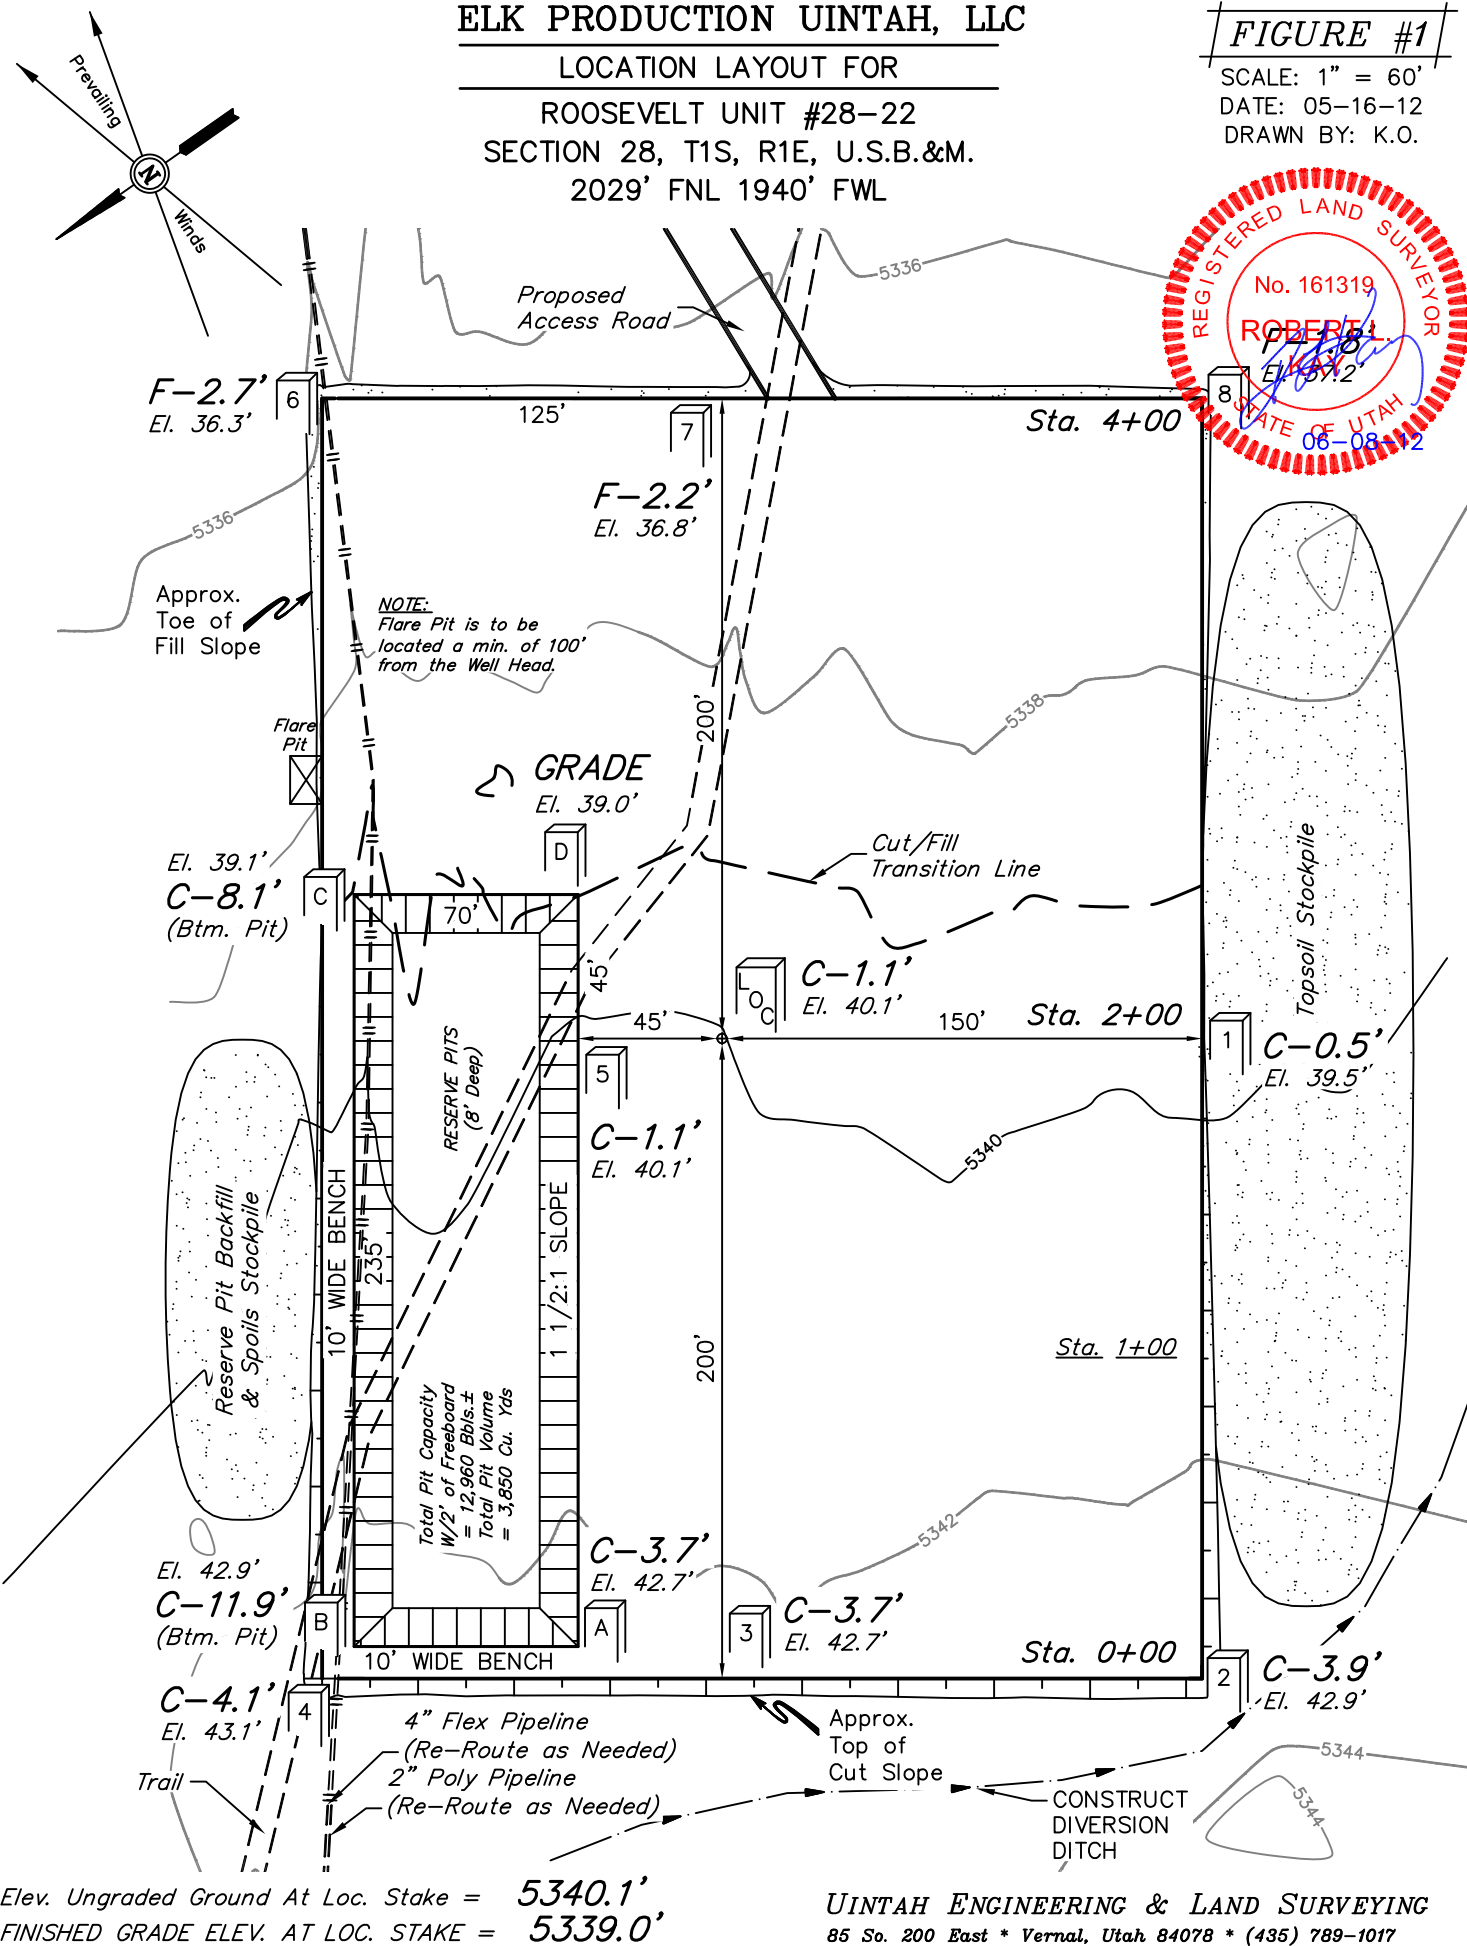 ELK PRODUCTION UINTAH, LLC
LOCATION LAYOUT FOR
ROOSEVELT UNIT #28-22
SECTION 28, T1S, R1E, U.S.B.&M.
2029' FNL 1940' FWL
FIGURE #1
SCALE: 1" = 60'
DATE: 05-16-12
DRAWN BY: K.O.
Prevailing
N
Winds
REGISTERED LAND SURVEYOR
No. 161319
ROBERT L.
KAY
STATE OF UTAH
06-08-12
F-1.8'
El. 37.2'
8
5336
Proposed
Access Road
F-2.7'
El. 36.3'
6
125'
7
Sta. 4+00
F-2.2'
El. 36.8'
5336
Approx.
Toe of
Fill Slope
NOTE:
Flare Pit is to be
located a min. of 100'
from the Well Head.
5338
200'
Flare
Pit
GRADE
El. 39.0'
D
Cut/Fill
Transition Line
Topsoil Stockpile
El. 39.1'
C-8.1'
(Btm. Pit)
C
70'
45'
LOC
C-1.1'
El. 40.1'
45'
150'
Sta. 2+00
1
C-0.5'
El. 39.5'
RESERVE PITS
(8' Deep)
5
C-1.1'
El. 40.1'
5340
Reserve Pit Backfill
& Spoils Stockpile
10' WIDE BENCH
235'
1 1/2:1 SLOPE
200'
Sta. 1+00
Total Pit Capacity
W/2' of Freeboard
= 12,960 Bbls.±
Total Pit Volume
= 3,850 Cu. Yds
5342
El. 42.9'
C-11.9'
(Btm. Pit)
B
C-3.7'
El. 42.7'
A
3
C-3.7'
El. 42.7'
10' WIDE BENCH
Sta. 0+00
2
C-3.9'
El. 42.9'
C-4.1'
El. 43.1'
4
4" Flex Pipeline
(Re-Route as Needed)
2" Poly Pipeline
(Re-Route as Needed)
Trail
Approx.
Top of
Cut Slope
5344
5344
CONSTRUCT
DIVERSION
DITCH
Elev. Ungraded Ground At Loc. Stake = 5340.1'
FINISHED GRADE ELEV. AT LOC. STAKE = 5339.0'
UINTAH ENGINEERING & LAND SURVEYING
85 So. 200 East * Vernal, Utah 84078 * (435) 789-1017